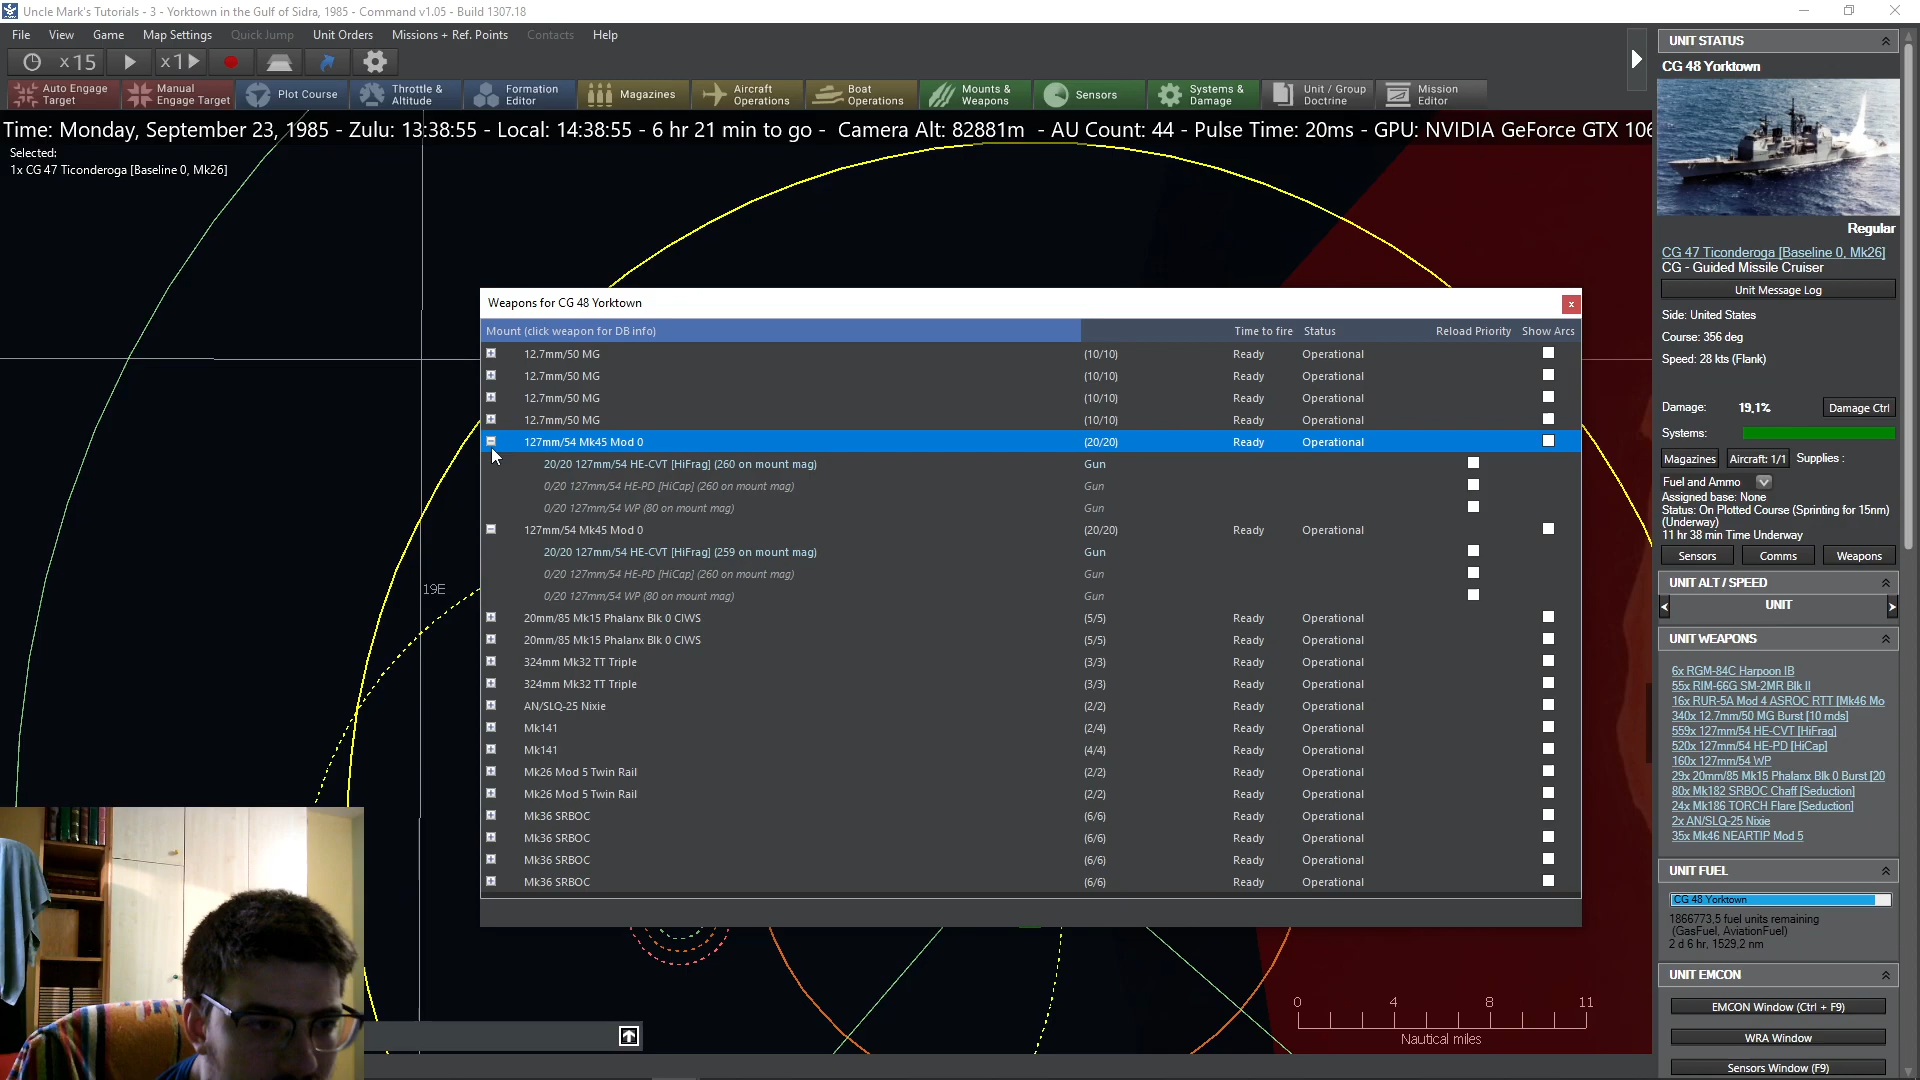 Uncle Mark's Tutorials - 3 - Yorktown in the Gulf of Sidra, 1985 - Command v1.05 - Build 1307.18
File View Game Map Settings Quick Jump Unit Orders Missions + Ref. Points Contacts Help
x 15 x1
Auto Engage Target
Manual Engage Target
Plot Course
Throttle & Altitude
Formation Editor
Magazines
Aircraft Operations
Boat Operations
Mounts & Weapons
Sensors
Systems & Damage
Unit / Group Doctrine
Mission Editor
Time: Monday, September 23, 1985 - Zulu: 13:38:55 - Local: 14:38:55 - 6 hr 21 min to go - Camera Alt: 82881m - AU Count: 44 - Pulse Time: 20ms - GPU: NVIDIA GeForce GTX 106
Selected:
1x CG 47 Ticonderoga [Baseline 0, Mk26]
19E
Weapons for CG 48 Yorktown x
Mount (click weapon for DB info) Time to fire Status Reload Priority Show Arcs
12.7mm/50 MG (10/10) Ready Operational
12.7mm/50 MG (10/10) Ready Operational
12.7mm/50 MG (10/10) Ready Operational
12.7mm/50 MG (10/10) Ready Operational
127mm/54 Mk45 Mod 0 (20/20) Ready Operational
20/20 127mm/54 HE-CVT [HiFrag] (260 on mount mag) Gun
0/20 127mm/54 HE-PD [HiCap] (260 on mount mag) Gun
0/20 127mm/54 WP (80 on mount mag) Gun
127mm/54 Mk45 Mod 0 (20/20) Ready Operational
20/20 127mm/54 HE-CVT [HiFrag] (259 on mount mag) Gun
0/20 127mm/54 HE-PD [HiCap] (260 on mount mag) Gun
0/20 127mm/54 WP (80 on mount mag) Gun
20mm/85 Mk15 Phalanx Blk 0 CIWS (5/5) Ready Operational
20mm/85 Mk15 Phalanx Blk 0 CIWS (5/5) Ready Operational
324mm Mk32 TT Triple (3/3) Ready Operational
324mm Mk32 TT Triple (3/3) Ready Operational
AN/SLQ-25 Nixie (2/2) Ready Operational
Mk141 (2/4) Ready Operational
Mk141 (4/4) Ready Operational
Mk26 Mod 5 Twin Rail (2/2) Ready Operational
Mk26 Mod 5 Twin Rail (2/2) Ready Operational
Mk36 SRBOC (6/6) Ready Operational
Mk36 SRBOC (6/6) Ready Operational
Mk36 SRBOC (6/6) Ready Operational
Mk36 SRBOC (6/6) Ready Operational
0 4 8 11
Nautical miles
UNIT STATUS
CG 48 Yorktown
Regular
CG 47 Ticonderoga [Baseline 0, Mk26]
CG - Guided Missile Cruiser
Unit Message Log
Side: United States
Course: 356 deg
Speed: 28 kts (Flank)
Damage: 19,1% Damage Ctrl
Systems:
Magazines Aircraft: 1/1 Supplies :
Fuel and Ammo
Assigned base: None
Status: On Plotted Course (Sprinting for 15nm)
(Underway)
11 hr 38 min Time Underway
Sensors Comms Weapons
UNIT ALT / SPEED
< UNIT >
UNIT WEAPONS
6x RGM-84C Harpoon IB
55x RIM-66G SM-2MR Blk II
16x RUR-5A Mod 4 ASROC RTT [Mk46 Mo
340x 12.7mm/50 MG Burst [10 rnds]
559x 127mm/54 HE-CVT [HiFrag]
520x 127mm/54 HE-PD [HiCap]
160x 127mm/54 WP
29x 20mm/85 Mk15 Phalanx Blk 0 Burst [20
80x Mk182 SRBOC Chaff [Seduction]
24x Mk186 TORCH Flare [Seduction]
2x AN/SLQ-25 Nixie
35x Mk46 NEARTIP Mod 5
UNIT FUEL
CG 48 Yorktown
1866773,5 fuel units remaining
(GasFuel, AviationFuel)
2 d 6 hr, 1529,2 nm
UNIT EMCON
EMCON Window (Ctrl + F9)
WRA Window
Sensors Window (F9)